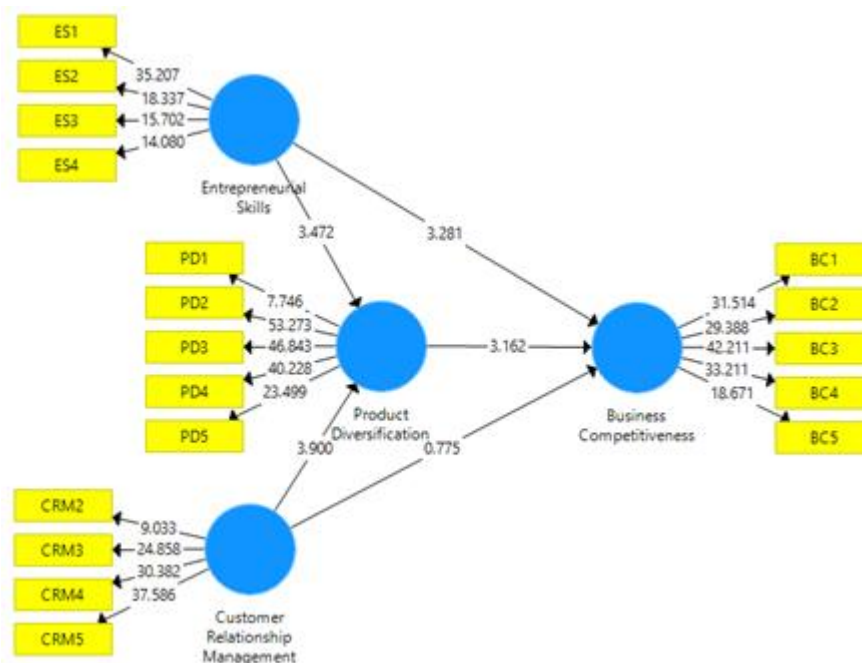 ES1
35.207
ES2
18.337
ES3
15.702
ES4
14.080
Entrepreneurial
Skills
3.472
3.281
PD1
7.746
PD2
53.273
PD3
46.843
PD4
40.228
PD5
23.499
Product
Diversification
3.162
BC1
31.514
BC2
29.388
BC3
42.211
BC4
33.211
BC5
18.671
Business
Competitiveness
3.900
0.775
CRM2
9.033
CRM3
24.858
CRM4
30.382
CRM5
37.586
Customer
Relationship
Management